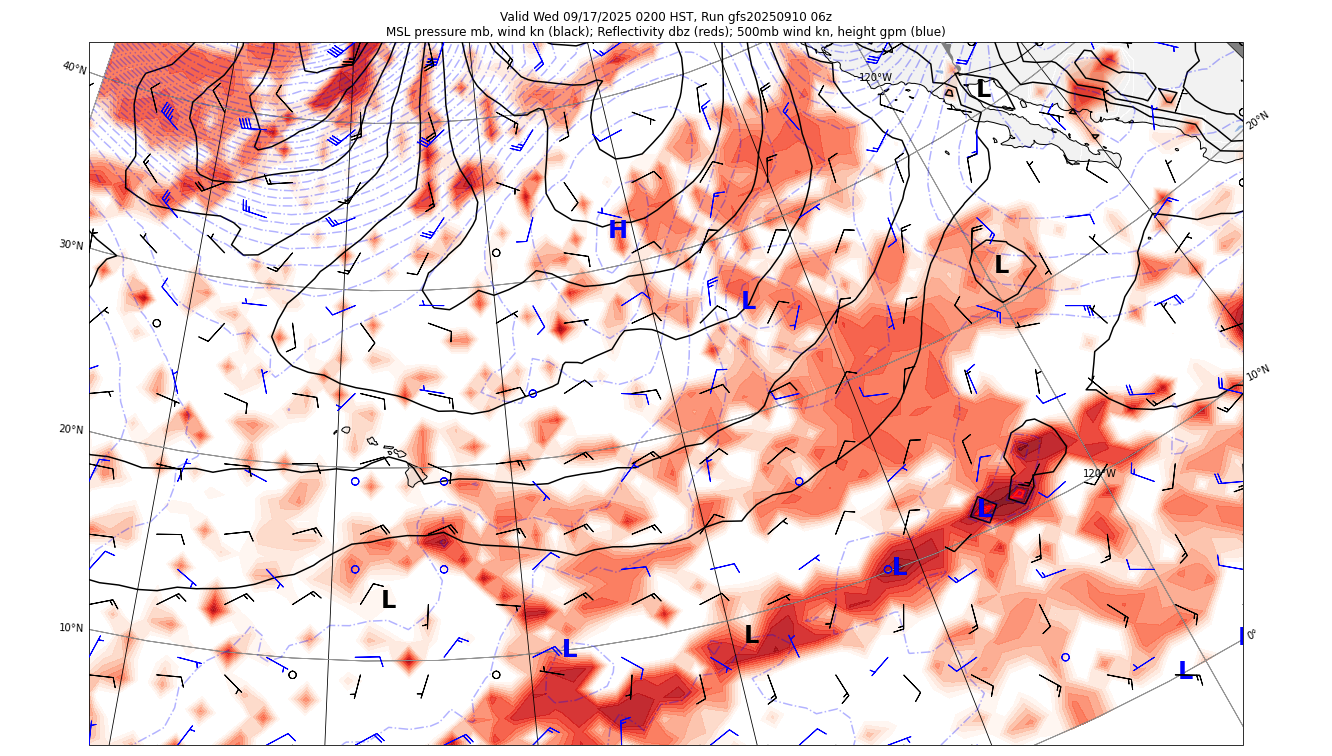 Valid Wed 09/17/2025 0200 HST, Run gfs20250910 06z
MSL pressure mb, wind kn (black); Reflectivity dbz (reds); 500mb wind kn, height gpm (blue)
40°N
120°W
L
20°N
H
30°N
L
L
10°N
20°N
120°W
L
L
L
10°N
L
L
0°
L